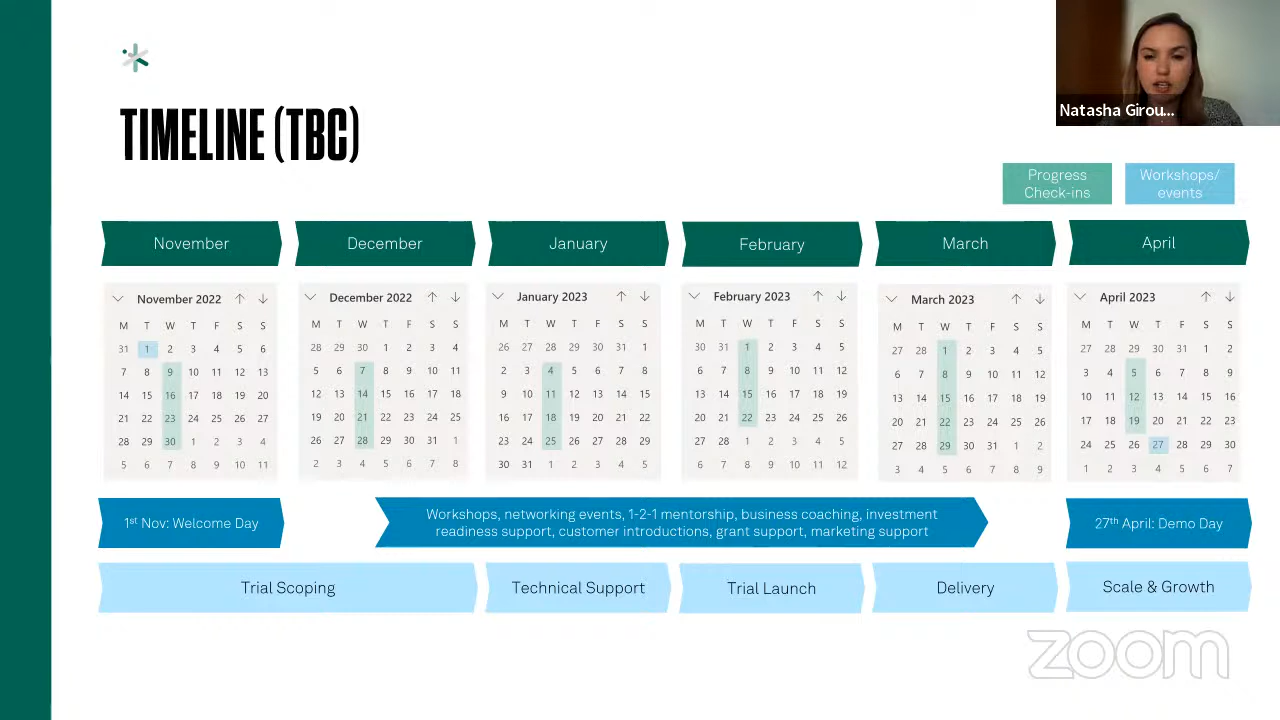 Natasha Girou...
TIMELINE (TBC)
Progress
Check-ins
Workshops/
events
November December January February March April
November 2022
M T W T F S S
31 1 2 3 4 5 6
7 8 9 10 11 12 13
14 15 16 17 18 19 20
21 22 23 24 25 26 27
28 29 30 1 2 3 4
5 6 7 8 9 10 11
December 2022
M T W T F S S
28 29 30 1 2 3 4
5 6 7 8 9 10 11
12 13 14 15 16 17 18
19 20 21 22 23 24 25
26 27 28 29 30 31 1
2 3 4 5 6 7 8
January 2023
M T W T F S S
26 27 28 29 30 31 1
2 3 4 5 6 7 8
9 10 11 12 13 14 15
16 17 18 19 20 21 22
23 24 25 26 27 28 29
30 31 1 2 3 4 5
February 2023
M T W T F S S
30 31 1 2 3 4 5
6 7 8 9 10 11 12
13 14 15 16 17 18 19
20 21 22 23 24 25 26
27 28 1 2 3 4 5
6 7 8 9 10 11 12
March 2023
M T W T F S S
27 28 1 2 3 4 5
6 7 8 9 10 11 12
13 14 15 16 17 18 19
20 21 22 23 24 25 26
27 28 29 30 31 1 2
3 4 5 6 7 8 9
April 2023
M T W T F S S
27 28 29 30 31 1 2
3 4 5 6 7 8 9
10 11 12 13 14 15 16
17 18 19 20 21 22 23
24 25 26 27 28 29 30
1 2 3 4 5 6 7
1st Nov: Welcome Day
Workshops, networking events, 1-2-1 mentorship, business coaching, investment
readiness support, customer introductions, grant support, marketing support
27th April: Demo Day
Trial Scoping Technical Support Trial Launch Delivery Scale & Growth
zoom